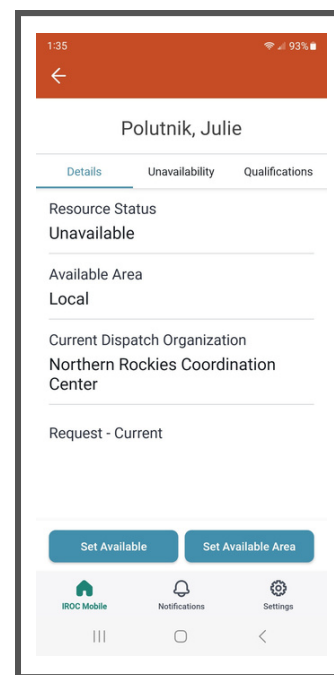 1:35 93%
Polutnik, Julie
Details Unavailability Qualifications
Resource Status
Unavailable
Available Area
Local
Current Dispatch Organization
Northern Rockies Coordination
Center
Request - Current
Set Available Set Available Area
IROC Mobile Notifications Settings